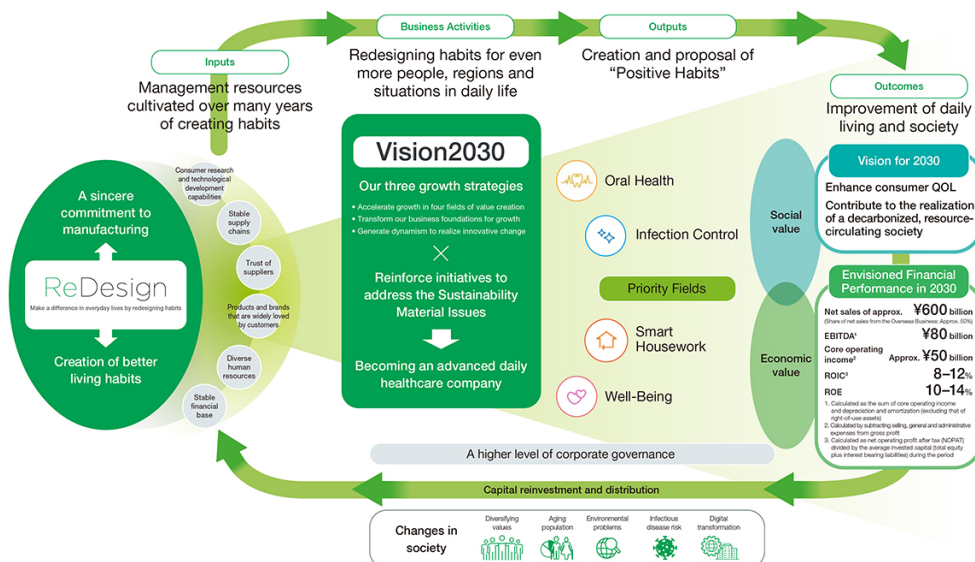 Inputs
Management resources
cultivated over many years
of creating habits
Business Activities
Redesigning habits for even
more people, regions and
situations in daily life
Outputs
Creation and proposal of
“Positive Habits”
Outcomes
Improvement of daily
living and society
A sincere
commitment to
manufacturing
ReDesign
Make a difference in everyday lives by redesigning habits
Creation of better
living habits
Consumer research
and technological
development
capabilities
Stable
supply
chains
Trust of
suppliers
Products and brands
that are widely loved
by customers
Diverse
human
resources
Stable
financial
base
Vision2030
Our three growth strategies
• Accelerate growth in four fields of value creation
• Transform our business foundations for growth
• Generate dynamism to realize innovative change
×
Reinforce initiatives to
address the Sustainability
Material Issues
Becoming an advanced daily
healthcare company
Oral Health
Infection Control
Priority Fields
Smart
Housework
Well-Being
Social
value
Economic
value
Vision for 2030
Enhance consumer QOL
Contribute to the realization
of a decarbonized, resource-
circulating society
Envisioned Financial
Performance in 2030
Net sales of approx. ¥600 billion
(Share of net sales from the Overseas Business: Approx. 50%)
EBITDA¹ ¥80 billion
Core operating
income² Approx. ¥50 billion
ROIC³ 8–12%
ROE 10–14%
1. Calculated as the sum of core operating income
and depreciation and amortization (excluding that of
right-of-use assets)
2. Calculated by subtracting selling, general and administrative
expenses from gross profit
3. Calculated as net operating profit after tax (NOPAT)
divided by the average invested capital (total equity
plus interest bearing liabilities) during the period
A higher level of corporate governance
Capital reinvestment and distribution
Changes in
society
Diversifying
values
Aging
population
Environmental
problems
Infectious
disease risk
Digital
transformation